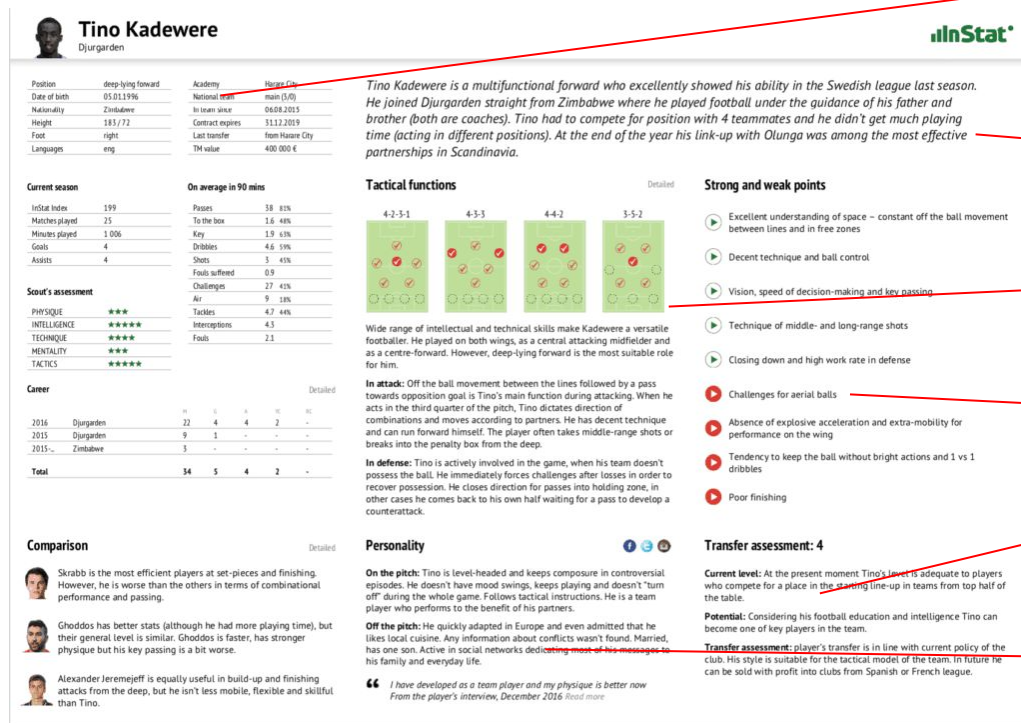 Tino Kadewere
Djurgarden
InStat
Position deep-lying forward
Date of birth 05.01.1996
Nationality Zimbabwe
Height 183 / 72
Foot right
Languages eng
Academy Harare City
National team main (3/0)
In team since 06.08.2015
Contract expires 31.12.2019
Last transfer from Harare City
TM value 400 000 €
Tino Kadewere is a multifunctional forward who excellently showed his ability in the Swedish league last season.
He joined Djurgarden straight from Zimbabwe where he played football under the guidance of his father and
brother (both are coaches). Tino had to compete for position with 4 teammates and he didn't get much playing
time (acting in different positions). At the end of the year his link-up with Olunga was among the most effective
partnerships in Scandinavia.
Current season
InStat Index 199
Matches played 25
Minutes played 1 006
Goals 4
Assists 4
Scout's assessment
PHYSIQUE ★★★
INTELLIGENCE ★★★★★
TECHNIQUE ★★★★
MENTALITY ★★★
TACTICS ★★★★★
On average in 90 mins
Passes 38 81%
To the box 1.6 48%
Key 1.9 63%
Dribbles 4.6 59%
Shots 3 45%
Fouls suffered 0.9
Challenges 27 41%
Air 9 18%
Tackles 4.7 44%
Interceptions 4.3
Fouls 2.1
Career Detailed
M G A YC RC
2016 Djurgarden 22 4 4 2 -
2015 Djurgarden 9 1 - - -
2015-.. Zimbabwe 3 - - - -
Total 34 5 4 2 -
Tactical functions Detailed
4-2-3-1 4-3-3 4-4-2 3-5-2
Wide range of intellectual and technical skills make Kadewere a versatile
footballer. He played on both wings, as a central attacking midfielder and
as a centre-forward. However, deep-lying forward is the most suitable role
for him.
In attack: Off the ball movement between the lines followed by a pass
towards opposition goal is Tino's main function during attacking. When he
acts in the third quarter of the pitch, Tino dictates direction of
combinations and moves according to partners. He has decent technique
and can run forward himself. The player often takes middle-range shots or
breaks into the penalty box from the deep.
In defense: Tino is actively involved in the game, when his team doesn't
possess the ball. He immediately forces challenges after losses in order to
recover possession. He closes direction for passes into holding zone, in
other cases he comes back to his own half waiting for a pass to develop a
counterattack.
Strong and weak points
Excellent understanding of space – constant off the ball movement
between lines and in free zones
Decent technique and ball control
Vision, speed of decision-making and key passing
Technique of middle- and long-range shots
Closing down and high work rate in defense
Challenges for aerial balls
Absence of explosive acceleration and extra-mobility for
performance on the wing
Tendency to keep the ball without bright actions and 1 vs 1
dribbles
Poor finishing
Comparison Detailed
Skrabb is the most efficient players at set-pieces and finishing.
However, he is worse than the others in terms of combinational
performance and passing.
Ghoddos has better stats (although he had more playing time), but
their general level is similar. Ghoddos is faster, has stronger
physique but his key passing is a bit worse.
Alexander Jeremejeff is equally useful in build-up and finishing
attacks from the deep, but he isn't less mobile, flexible and skillful
than Tino.
Personality
On the pitch: Tino is level-headed and keeps composure in controversial
episodes. He doesn't have mood swings, keeps playing and doesn't "turn
off" during the whole game. Follows tactical instructions. He is a team
player who performs to the benefit of his partners.
Off the pitch: He quickly adapted in Europe and even admitted that he
likes local cuisine. Any information about conflicts wasn't found. Married,
has one son. Active in social networks dedicating most of his messages to
his family and everyday life.
“ I have developed as a team player and my physique is better now
From the player's interview, December 2016 Read more
Transfer assessment: 4
Current level: At the present moment Tino's level is adequate to players
who compete for a place in the starting line-up in teams from top half of
the table.
Potential: Considering his football education and intelligence Tino can
become one of key players in the team.
Transfer assessment: player's transfer is in line with current policy of the
club. His style is suitable for the tactical model of the team. In future he
can be sold with profit into clubs from Spanish or French league.